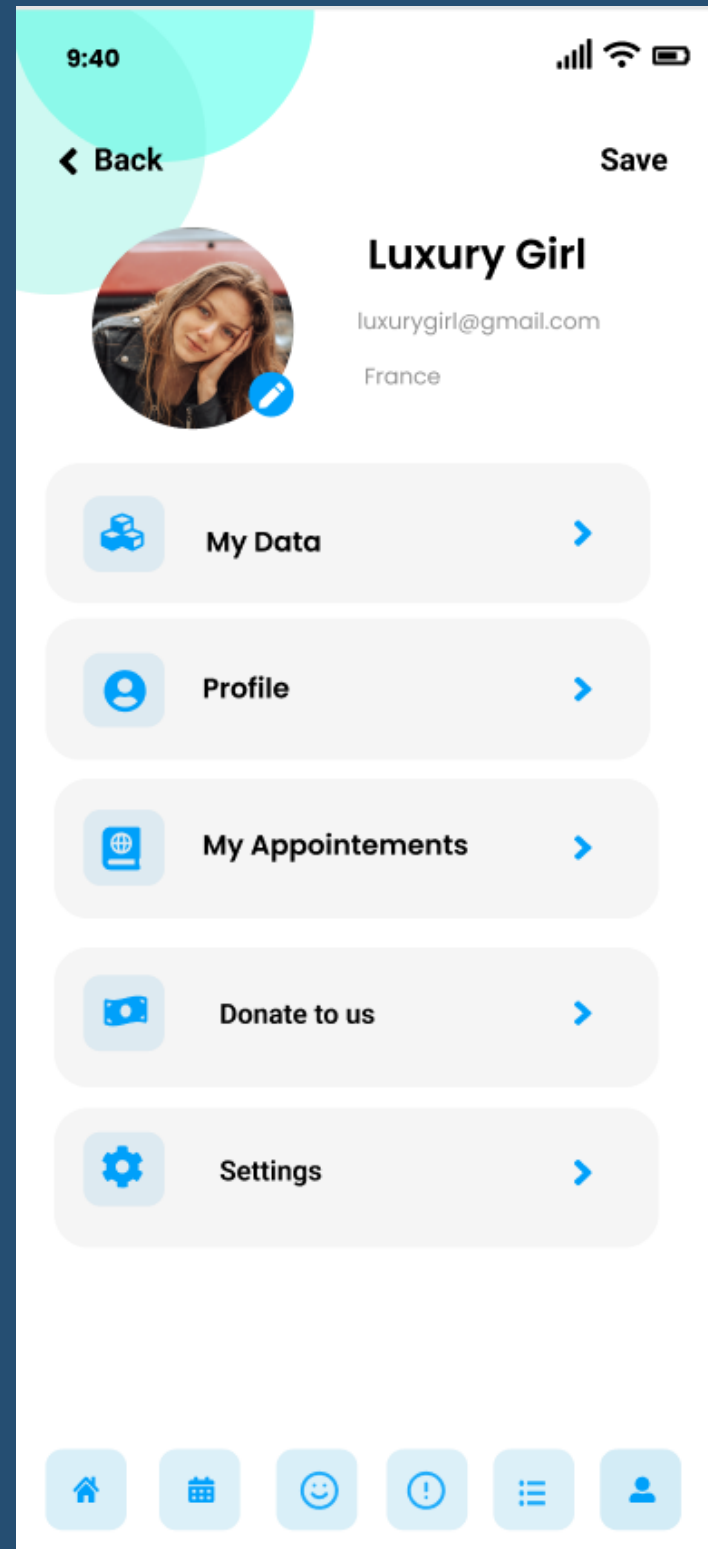 9:40
Back
Save
Luxury Girl
luxurygirl@gmail.com
France
My Data
Profile
My Appointements
Donate to us
Settings